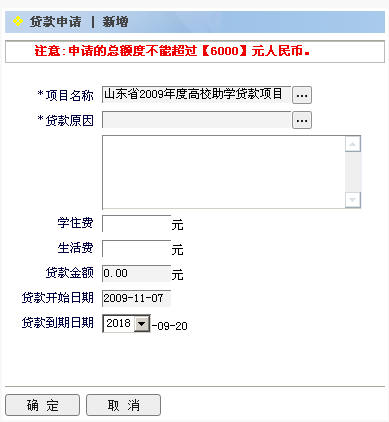 贷款申请 | 新增
注意:申请的总额度不能超过【6000】元人民币。
*项目名称 山东省2009年度高校助学贷款项目 ...
*贷款原因 ...
学住费 元
生活费 元
贷款金额 0.00 元
贷款开始日期 2009-11-07
贷款到期日期 2018 -09-20
确 定 取 消